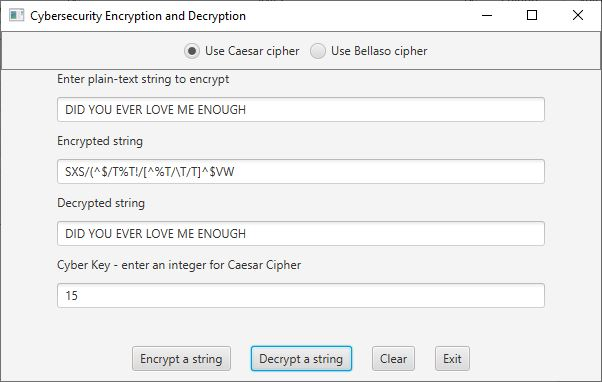 Cybersecurity Encryption and Decryption
Use Caesar cipher Use Bellaso cipher
Enter plain-text string to encrypt
DID YOU EVER LOVE ME ENOUGH
Encrypted string
SXS/(^$/T%T!/[^%T/\T/T]^$VW
Decrypted string
DID YOU EVER LOVE ME ENOUGH
Cyber Key - enter an integer for Caesar Cipher
15
Encrypt a string Decrypt a string Clear Exit